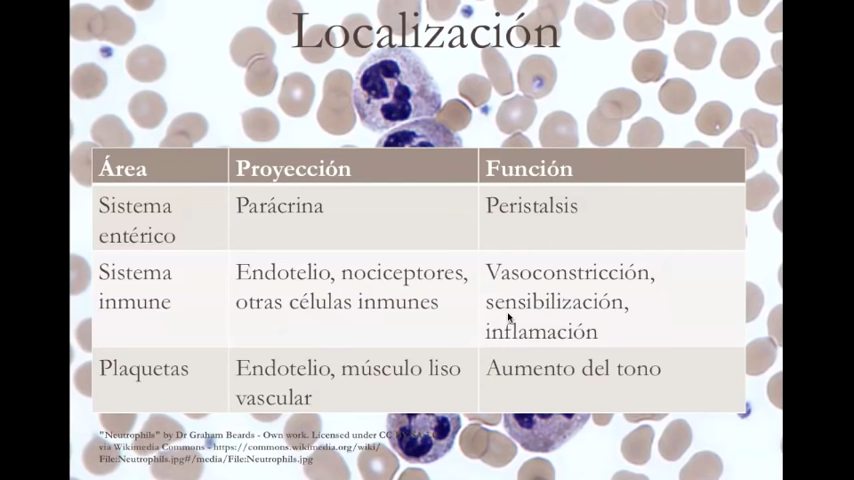 Localización
Área Proyección Función
Sistema entérico Parácrina Peristalsis
Sistema inmune Endotelio, nociceptores, otras células inmunes Vasoconstricción, sensibilización, inflamación
Plaquetas Endotelio, músculo liso vascular Aumento del tono
"Neutrophils" by Dr Graham Beards - Own work. Licensed under CC
via Wikimedia Commons - https://commons.wikimedia.org/wiki/
File:Neutrophils.jpg#/media/File:Neutrophils.jpg